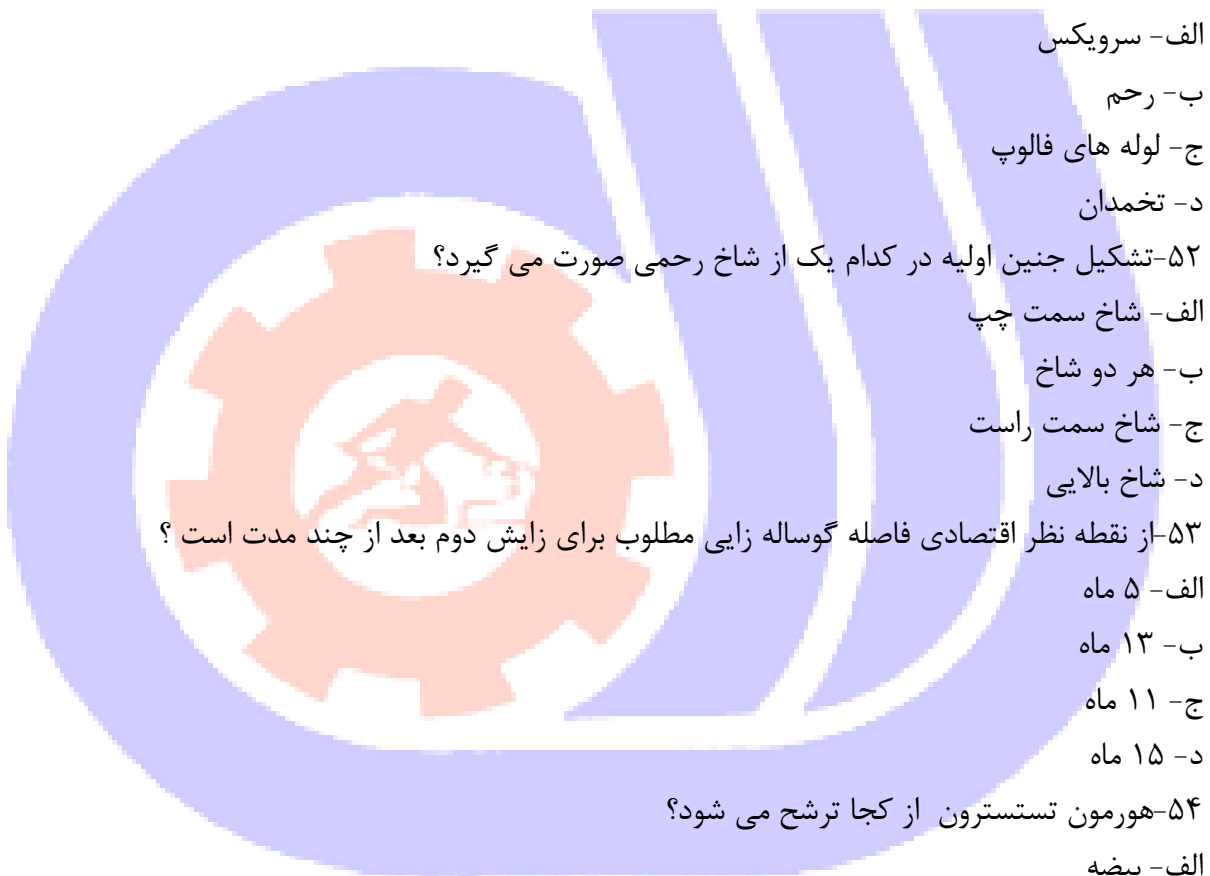 الف- سرویکس
ب- رحم
ج- لوله های فالوپ
د- تخمدان
۵۲-تشکیل جنین اولیه در کدام یک از شاخ رحمی صورت می گیرد؟
الف- شاخ سمت چپ
ب- هر دو شاخ
ج- شاخ سمت راست
د- شاخ بالایی
۵۳-از نقطه نظر اقتصادی فاصله گوساله زایی مطلوب برای زایش دوم بعد از چند مدت است ؟
الف- ۵ ماه
ب- ۱۳ ماه
ج- ۱۱ ماه
د- ۱۵ ماه
۵۴-هورمون تستسترون از کجا ترشح می شود؟
الف- بیضه